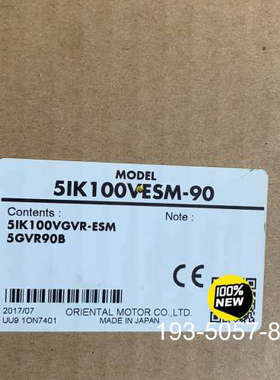 MODEL
5IK100VESM-90
Contents :
Note :
5IK100VGVR-ESM
5GVR90B
CE
100%
NEW
2017/07
ORIENTAL MOTOR CO.,LTD.
UU9 1ON7401
MADE IN JAPAN
193-5057-8